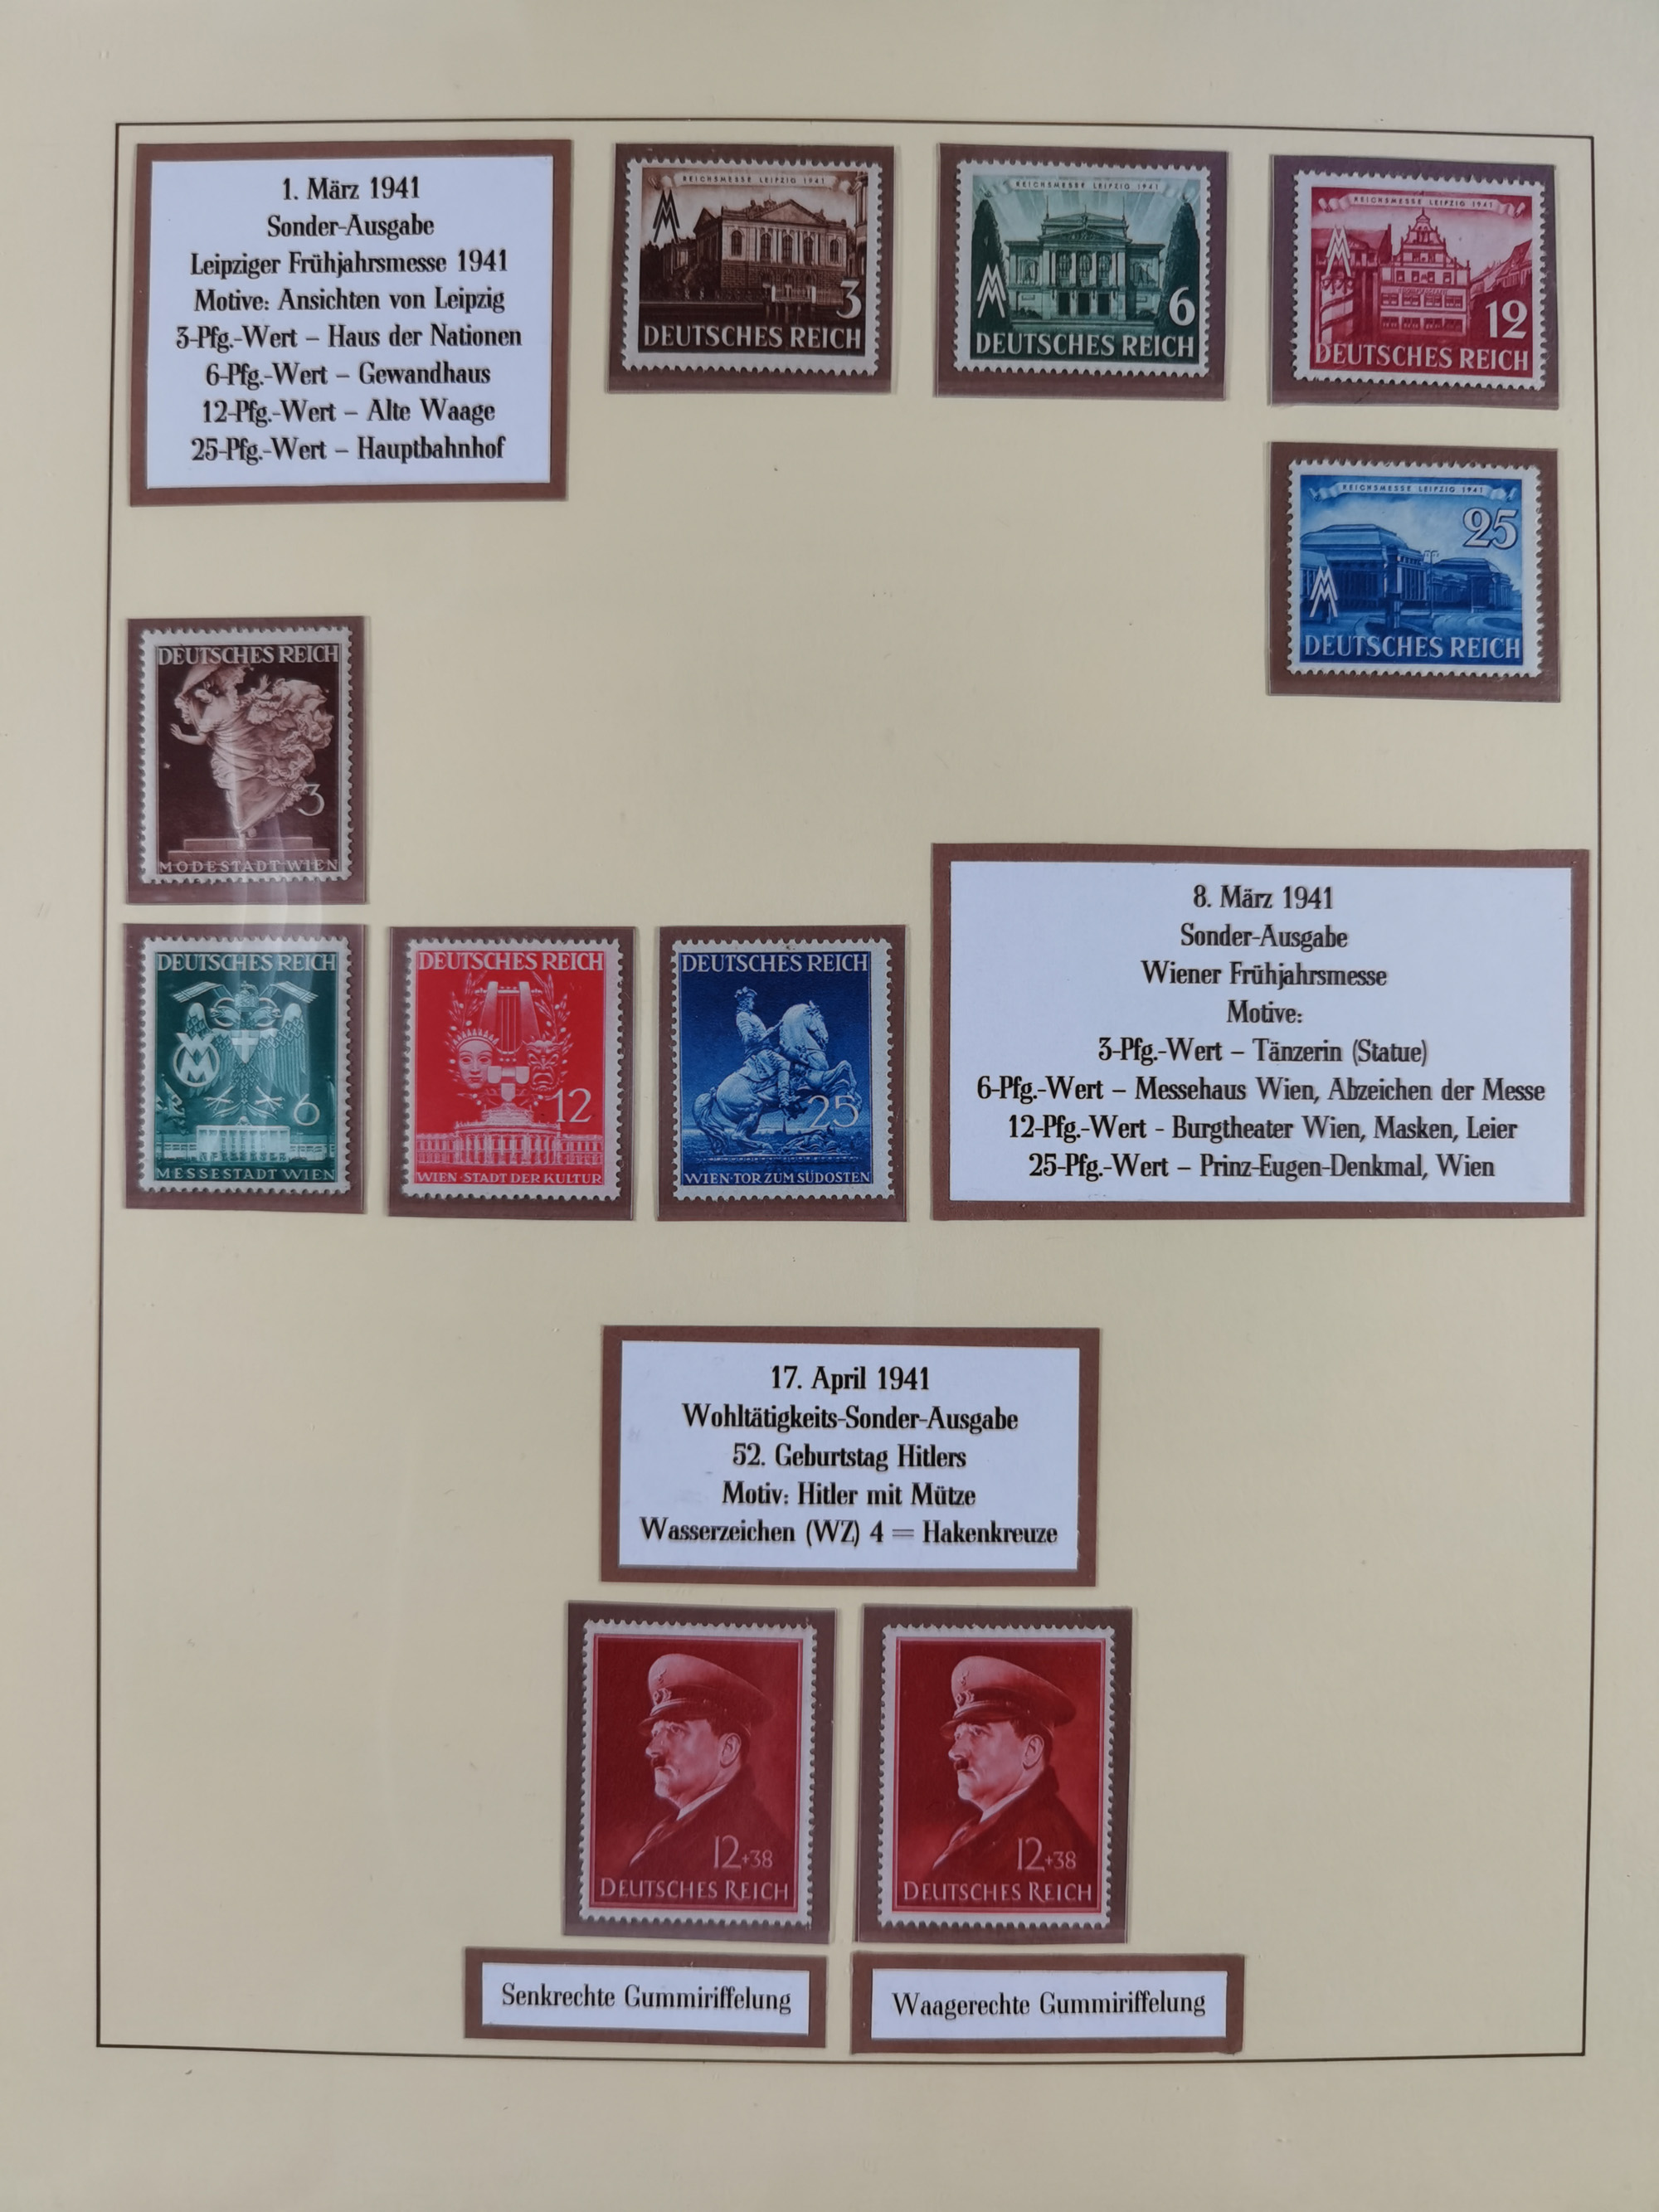 1. März 1941
Sonder-Ausgabe
Leipziger Frühjahrsmesse 1941
Motive: Ansichten von Leipzig
3-Pfg.-Wert – Haus der Nationen
6-Pfg.-Wert – Gewandhaus
12-Pfg.-Wert – Alte Waage
25-Pfg.-Wert – Hauptbahnhof
REICHSMESSE LEIPZIG 1941
3
DEUTSCHES REICH
REICHSMESSE LEIPZIG 1941
6
DEUTSCHES REICH
REICHSMESSE LEIPZIG 1941
12
DEUTSCHES REICH
REICHSMESSE LEIPZIG 1941
25
DEUTSCHES REICH
DEUTSCHES REICH
3
MODESTADT WIEN
DEUTSCHES REICH
6
MESSESTADT WIEN
DEUTSCHES REICH
12
WIEN·STADT DER KULTUR
DEUTSCHES REICH
25
WIEN·TOR ZUM SÜDOSTEN
8. März 1941
Sonder-Ausgabe
Wiener Frühjahrsmesse
Motive:
3-Pfg.-Wert – Tänzerin (Statue)
6-Pfg.-Wert – Messehaus Wien, Abzeichen der Messe
12-Pfg.-Wert - Burgtheater Wien, Masken, Leier
25-Pfg.-Wert – Prinz-Eugen-Denkmal, Wien
17. April 1941
Wohltätigkeits-Sonder-Ausgabe
52. Geburtstag Hitlers
Motiv: Hitler mit Mütze
Wasserzeichen (WZ) 4 = Hakenkreuze
12+38
DEUTSCHES REICH
12+38
DEUTSCHES REICH
Senkrechte Gummiriffelung
Waagerechte Gummiriffelung